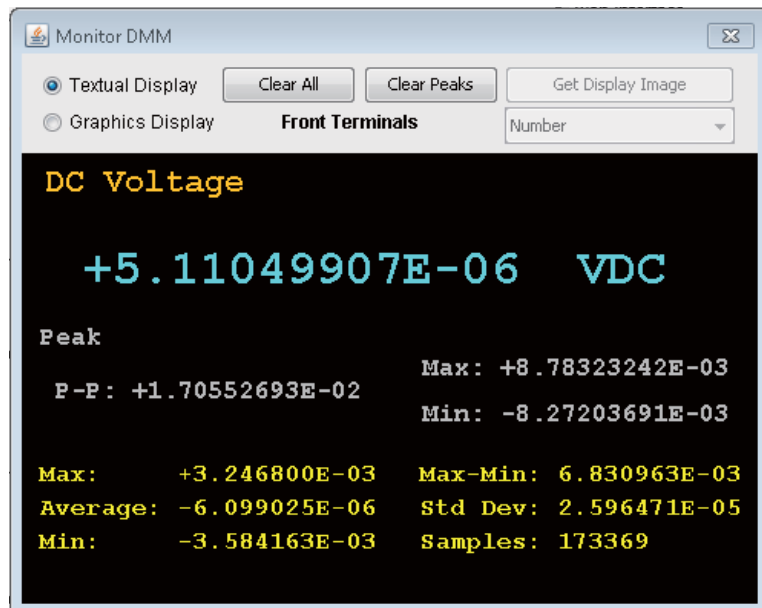 Monitor DMM
Textual Display Clear All Clear Peaks Get Display Image
Graphics Display Front Terminals Number
DC Voltage
+5.11049907E-06 VDC
Peak
Max: +8.78323242E-03
P-P: +1.70552693E-02
Min: -8.27203691E-03
Max: +3.246800E-03 Max-Min: 6.830963E-03
Average: -6.099025E-06 Std Dev: 2.596471E-05
Min: -3.584163E-03 Samples: 173369